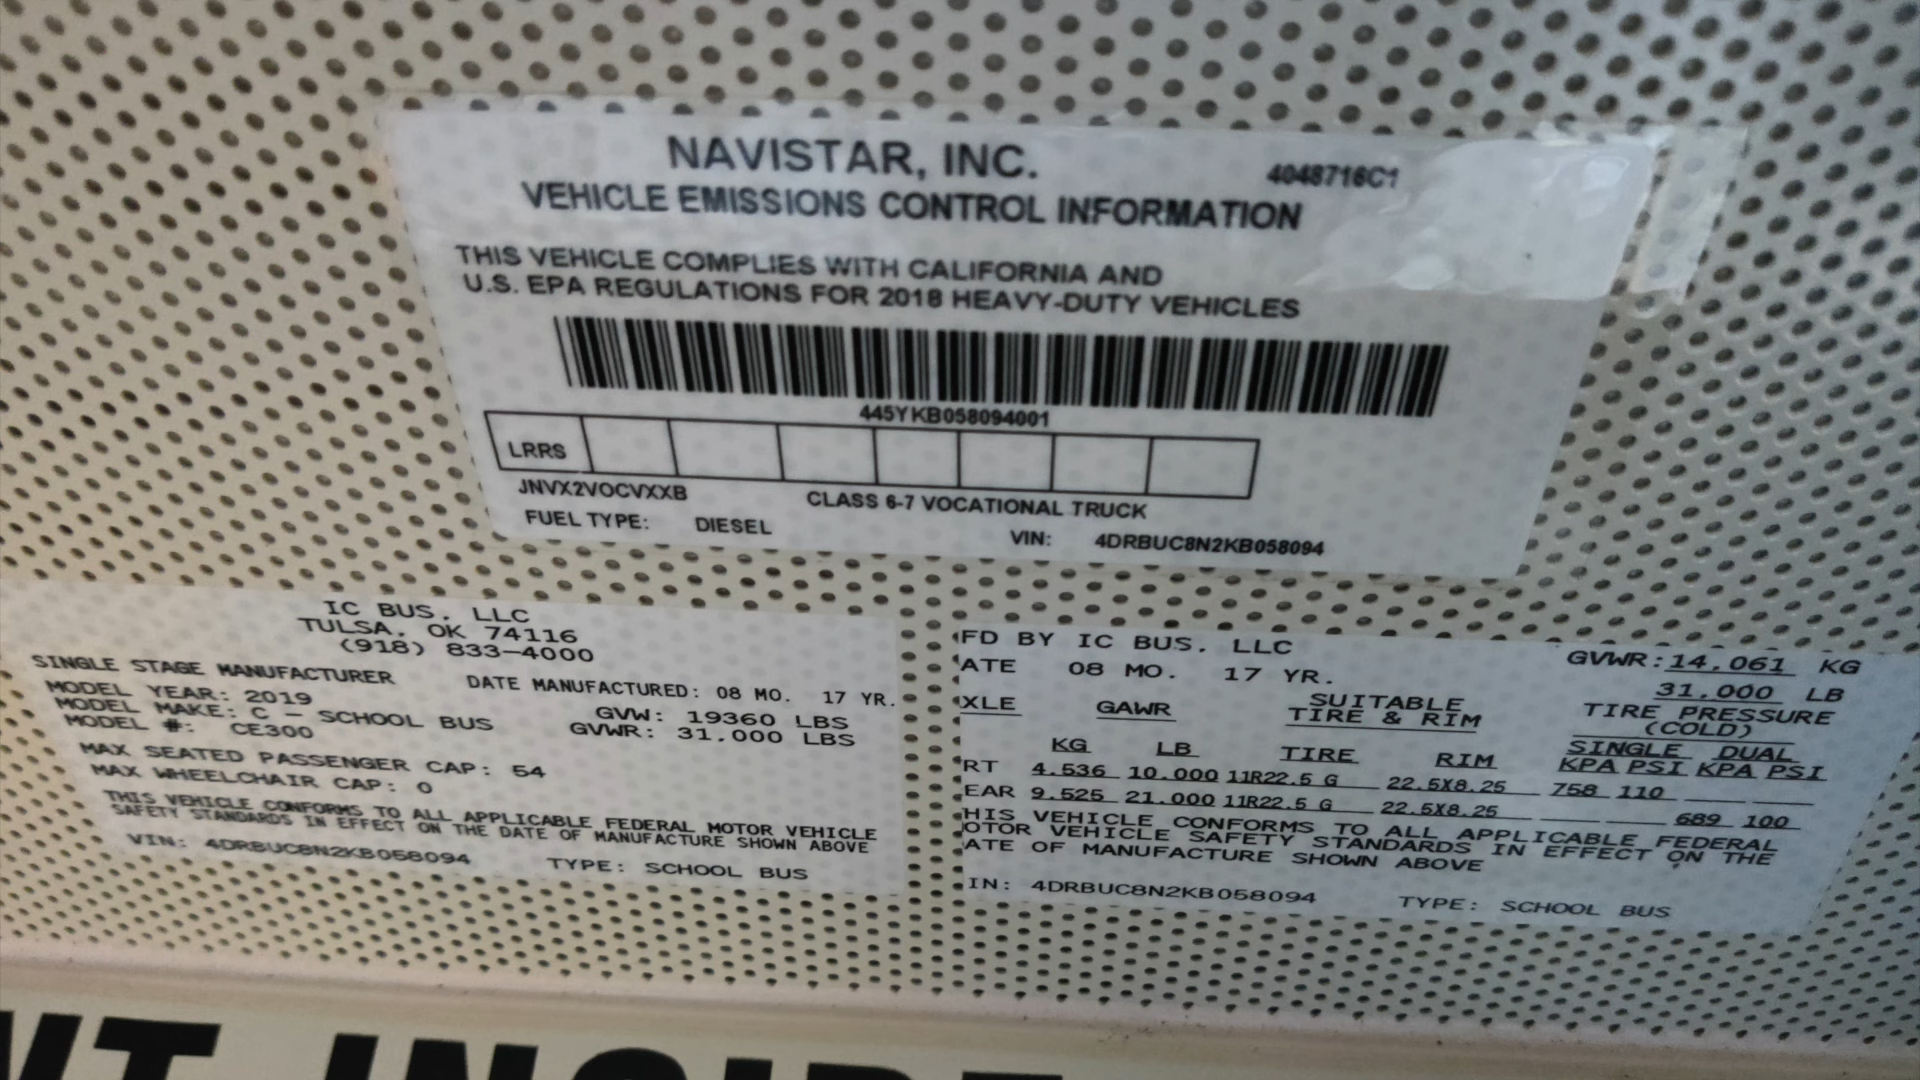 NAVISTAR, INC. 4048716C1
VEHICLE EMISSIONS CONTROL INFORMATION
THIS VEHICLE COMPLIES WITH CALIFORNIA AND
U.S. EPA REGULATIONS FOR 2018 HEAVY-DUTY VEHICLES
445YKB058094001
LRRS
JNVX2VOCVXXB CLASS 6-7 VOCATIONAL TRUCK
FUEL TYPE: DIESEL VIN: 4DRBUC8N2KB058094
IC BUS, LLC
TULSA, OK 74116
(918) 833-4000
SINGLE STAGE MANUFACTURER DATE MANUFACTURED: 08 MO. 17 YR.
MODEL YEAR: 2019 GVW: 19360 LBS
MODEL MAKE: C - SCHOOL BUS GVWR: 31,000 LBS
MODEL #: CE300
MAX SEATED PASSENGER CAP: 54
MAX WHEELCHAIR CAP: 0
THIS VEHICLE CONFORMS TO ALL APPLICABLE FEDERAL MOTOR VEHICLE
SAFETY STANDARDS IN EFFECT ON THE DATE OF MANUFACTURE SHOWN ABOVE
VIN: 4DRBUC8N2KB058094 TYPE: SCHOOL BUS
FD BY IC BUS, LLC GVWR: 14,061 KG
ATE 08 MO. 17 YR. 31,000 LB
XLE GAWR SUITABLE TIRE PRESSURE
TIRE & RIM (COLD)
SINGLE DUAL
KG LB TIRE RIM KPA PSI KPA PSI
RT 4,536 10,000 11R22.5 G 22.5X8.25 758 110
EAR 9,525 21,000 11R22.5 G 22.5X8.25 689 100
HIS VEHICLE CONFORMS TO ALL APPLICABLE FEDERAL
OTOR VEHICLE SAFETY STANDARDS IN EFFECT ON THE
ATE OF MANUFACTURE SHOWN ABOVE
IN: 4DRBUC8N2KB058094 TYPE: SCHOOL BUS
NT INSIDE